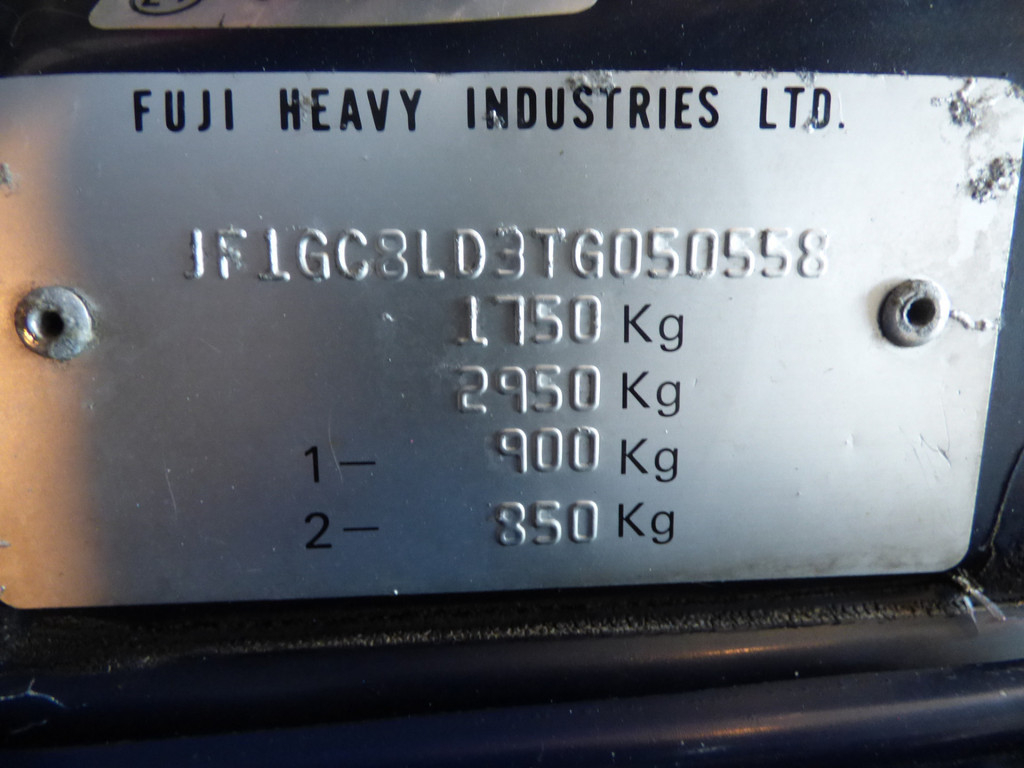 FUJI HEAVY INDUSTRIES LTD.
JF1GC8LD3TG050558
1750 Kg
2950 Kg
1— 900 Kg
2— 850 Kg